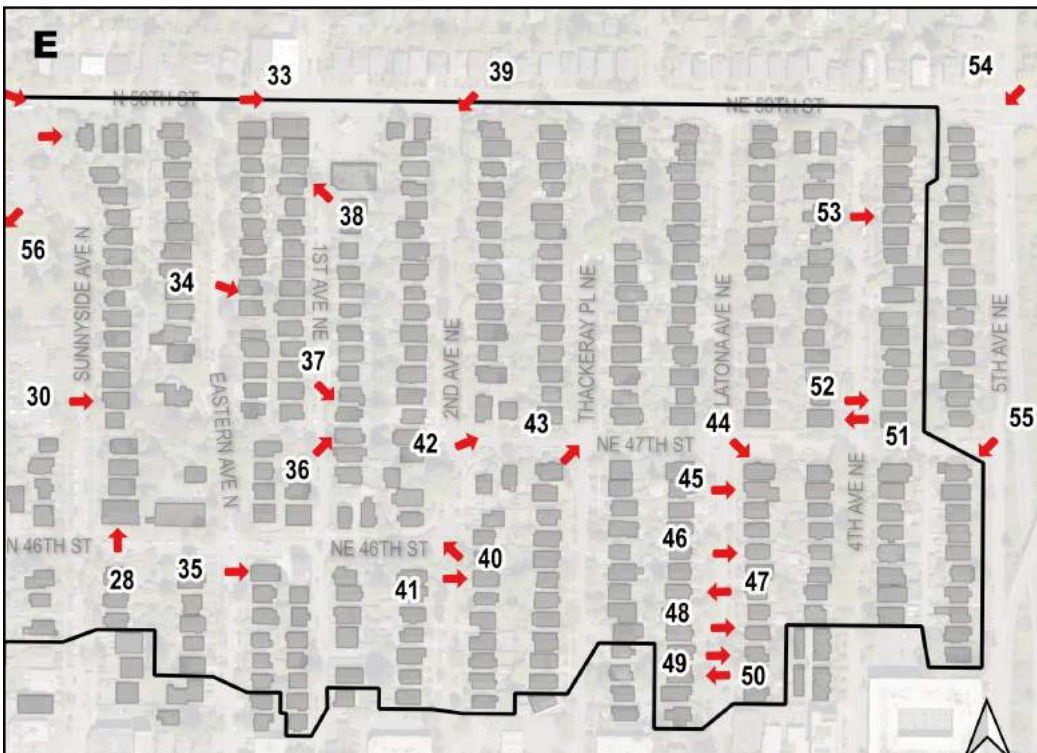 E
33
39
54
N 50TH ST
NE 50TH ST
38
53
56
SUNNYSIDE AVE N
34
1ST AVE NE
37
2ND AVE NE
THACKERAY PL NE
LATONA AVE NE
5TH AVE NE
30
EASTERN AVE N
52
42
43
44
51
55
36
NE 47TH ST
45
4TH AVE NE
N 46TH ST
NE 46TH ST
46
28
35
40
41
47
48
49
50